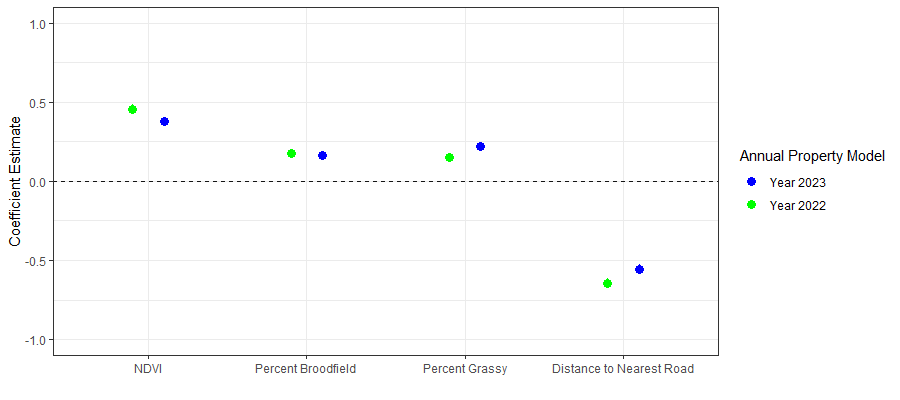 1.0
0.5
0.0
-0.5
-1.0
Coefficient Estimate
NDVI
Percent Broodfield
Percent Grassy
Distance to Nearest Road
Annual Property Model
Year 2023
Year 2022